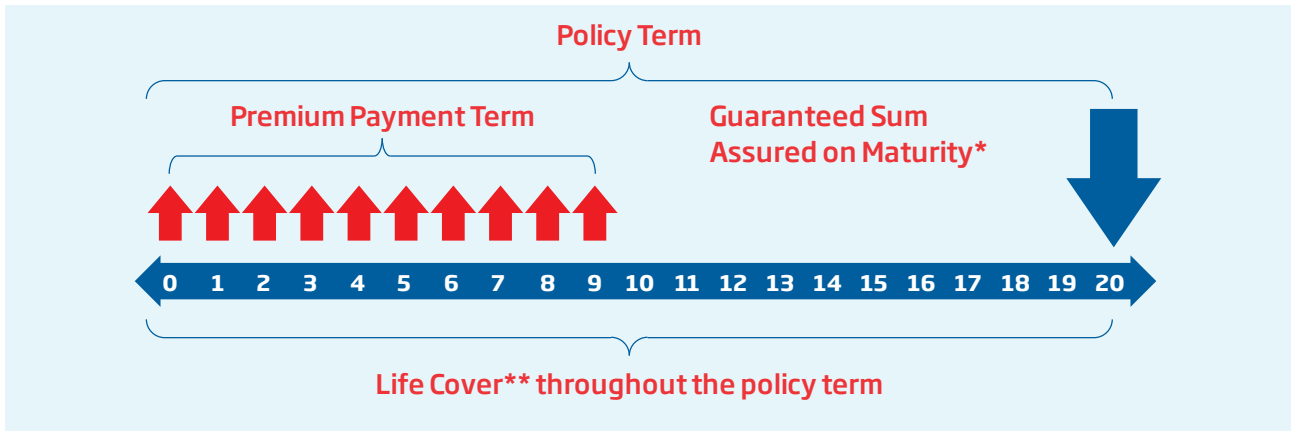 Policy Term
Premium Payment Term
Guaranteed Sum
Assured on Maturity*
0 1 2 3 4 5 6 7 8 9 10 11 12 13 14 15 16 17 18 19 20
Life Cover** throughout the policy term